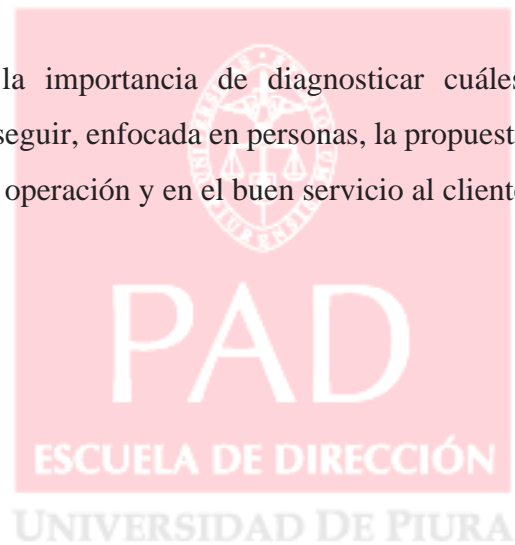 la importancia de diagnosticar cuáles
seguir, enfocada en personas, la propuest
operación y en el buen servicio al client
PAD
ESCUELA DE DIRECCIÓN
UNIVERSIDAD DE PIURA